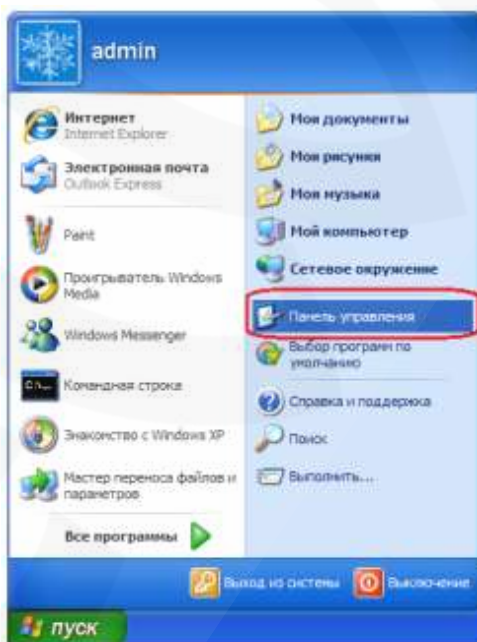 admin
Интернет
Internet Explorer
Электронная почта
Outlook Express
Paint
Проигрыватель Windows
Media
Windows Messenger
Командная строка
Знакомство с Windows XP
Мастер переноса файлов и
параметров
Все программы
Мои документы
Мои рисунки
Моя музыка
Мой компьютер
Сетевое окружение
Панель управления
Выбор программ по
умолчанию
Справка и поддержка
Поиск
Выполнить...
Выход из системы
Выключение
пуск